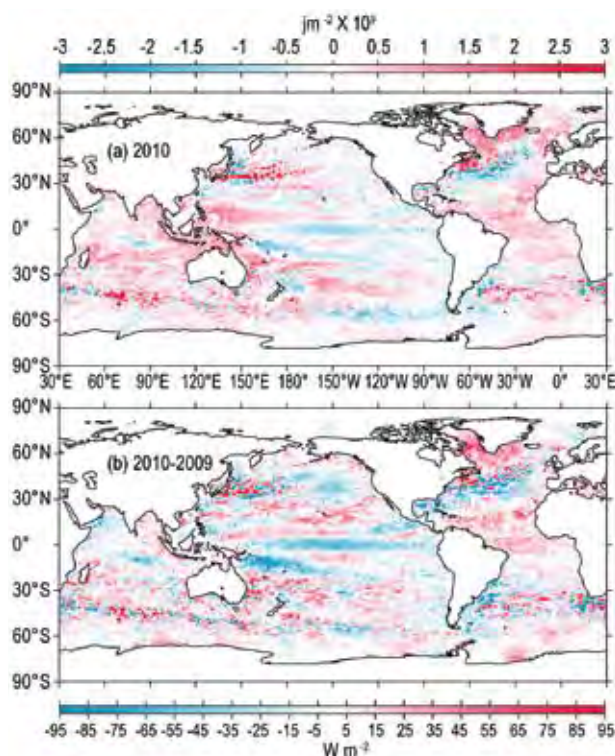 jm⁻² X 10⁹
-3 -2.5 -2 -1.5 -1 -0.5 0 0.5 1 1.5 2 2.5 3
90°N
60°N
(a) 2010
30°N
0°
30°S
60°S
90°S
30°E 60°E 90°E 120°E 150°E 180° 150°W 120°W 90°W 60°W 30°W 0° 30°E
90°N
60°N
(b) 2010-2009
30°N
0°
30°S
60°S
90°S
-95 -85 -75 -65 -55 -45 -35 -25 -15 -5 5 15 25 35 45 55 65 75 85 95
W m⁻²